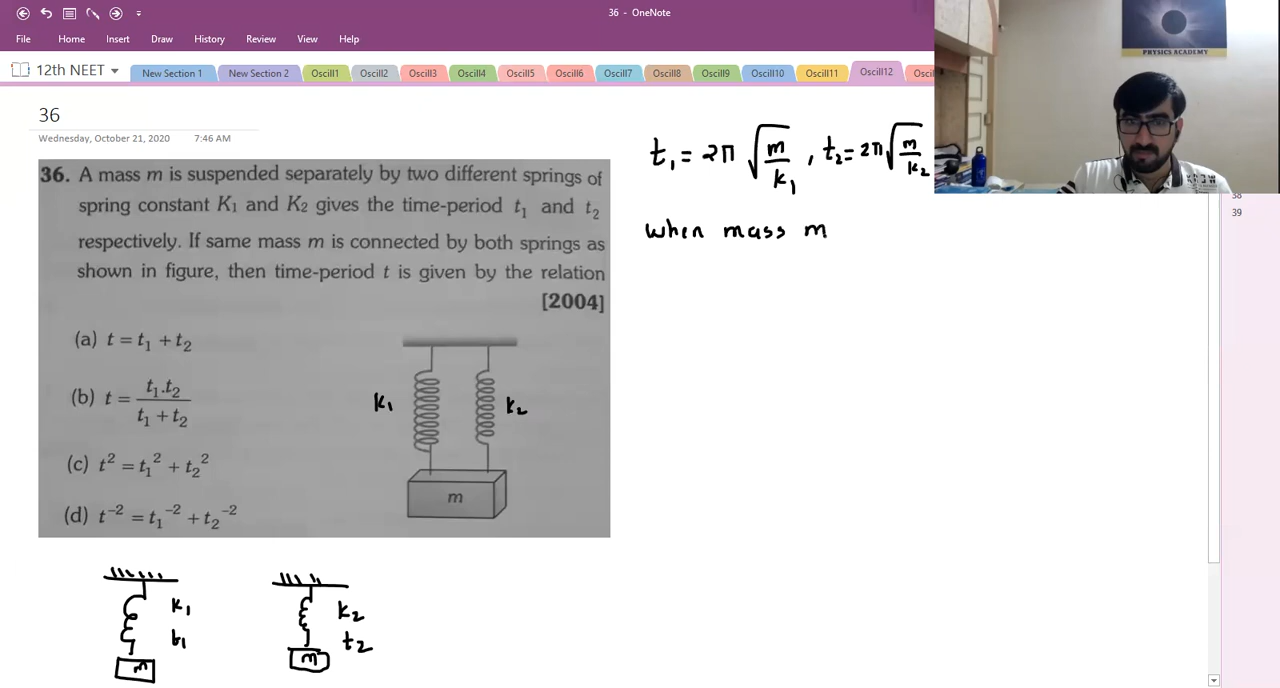 36 - OneNote
File Home Insert Draw History Review View Help
12th NEET New Section 1 New Section 2 Oscill1 Oscill2 Oscill3 Oscill4 Oscill5 Oscill6 Oscill7 Oscill8 Oscill9 Oscill10 Oscill11 Oscill12 Oscil
PHYSICS ACADEMY
36
Wednesday, October 21, 2020 7:46 AM
36. A mass m is suspended separately by two different springs of
spring constant K₁ and K₂ gives the time-period t₁ and t₂
respectively. If same mass m is connected by both springs as
shown in figure, then time-period t is given by the relation
[2004]
(a) t = t₁ + t₂
(b) t = t₁.t₂ / t₁ + t₂
(c) t² = t₁² + t₂²
(d) t⁻² = t₁⁻² + t₂⁻²
K₁ K₂
m
K₁
t₁
m
K₂
t₂
m
t₁ = 2π √(m/K₁) , t₂ = 2π √(m/K₂)
when mass m
39